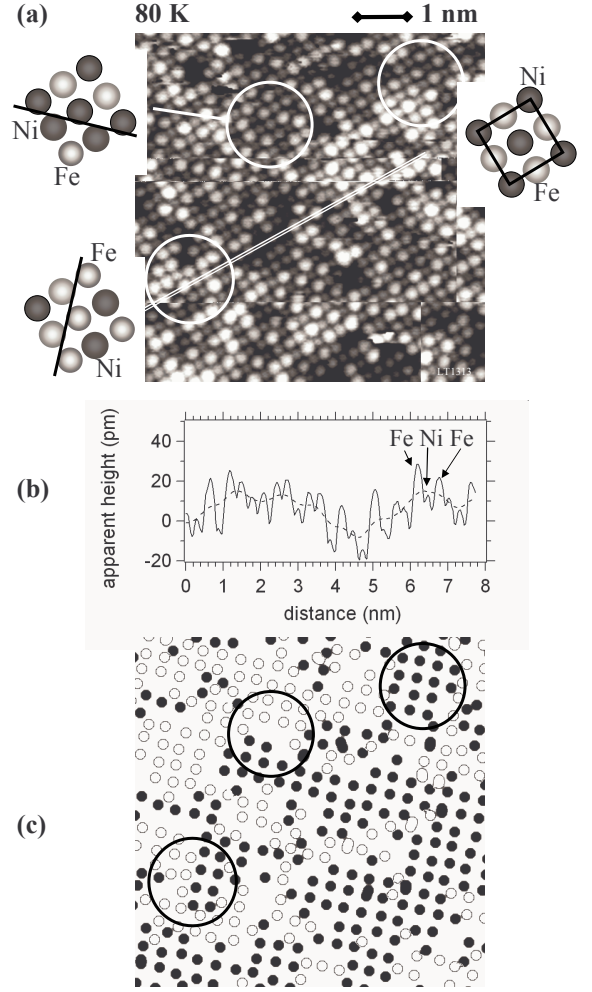 (a) 80 K 1 nm
Ni
Fe
Ni
Fe
Fe
Ni
LT1313
(b)
apparent height (pm)
40
20
0
-20
Fe Ni Fe
0 1 2 3 4 5 6 7 8
distance (nm)
(c)